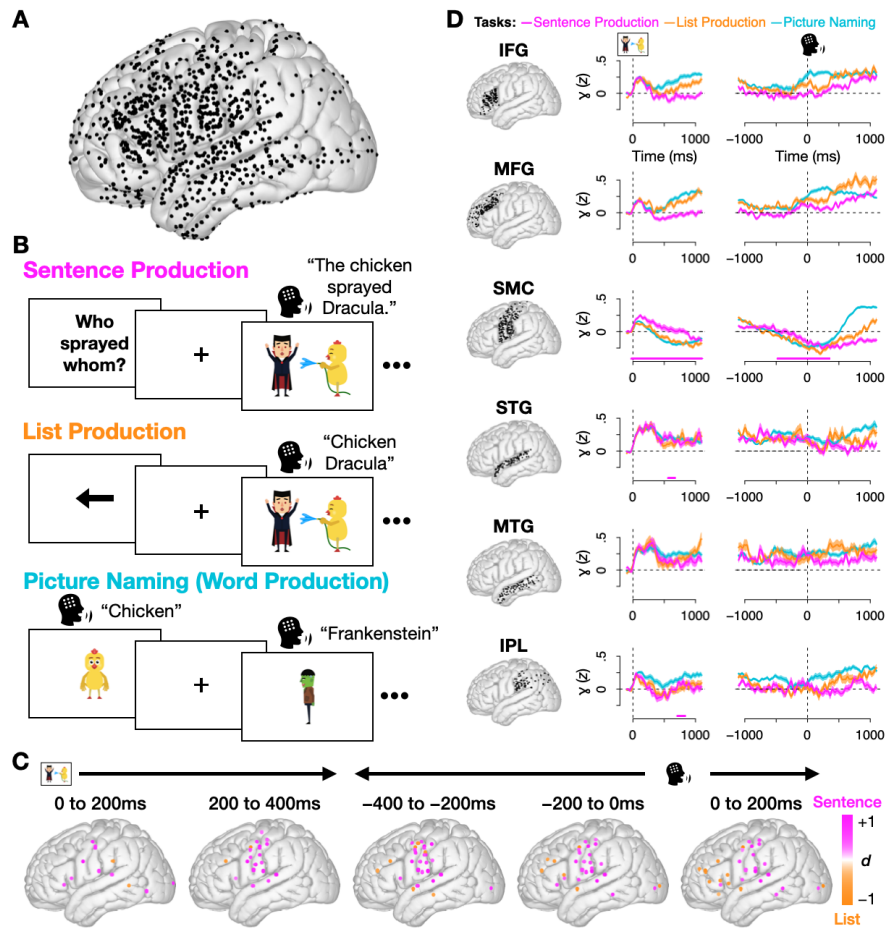 A
B
Sentence Production
Who
sprayed
whom?
+
“The chicken
sprayed
Dracula.”
•••
List Production
+
“Chicken
Dracula”
•••
Picture Naming (Word Production)
“Chicken”
+
“Frankenstein”
•••
D
Tasks: Sentence Production List Production Picture Naming
IFG
γ (z)
.5
0
0 1000
Time (ms)
−1000 0 1000
Time (ms)
MFG
γ (z)
.5
0
0 1000
−1000 0 1000
SMC
γ (z)
.5
0
0 1000
−1000 0 1000
STG
γ (z)
.5
0
0 1000
−1000 0 1000
MTG
γ (z)
.5
0
0 1000
−1000 0 1000
IPL
γ (z)
.5
0
0 1000
−1000 0 1000
C
0 to 200ms
200 to 400ms
−400 to −200ms
−200 to 0ms
0 to 200ms
Sentence
+1
d
−1
List